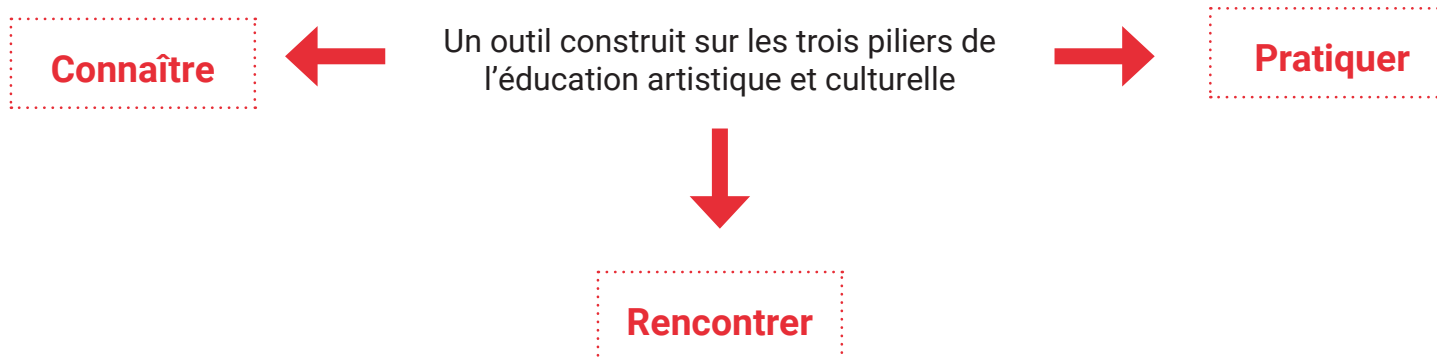 Connaître
Un outil construit sur les trois piliers de
l’éducation artistique et culturelle
Pratiquer
Rencontrer